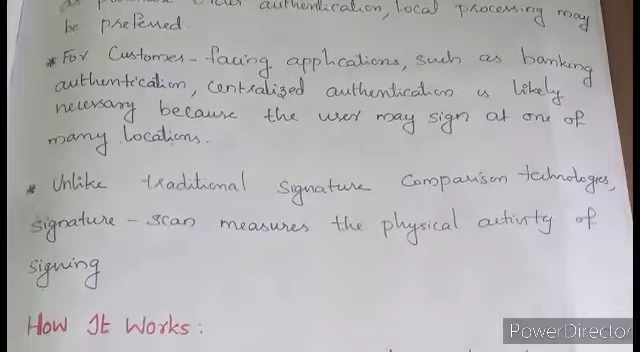 authentication, local processing may
be preferred.
* For Customer-facing applications, such as banking
authentication, centralized authentication is likely
necessary because the user may sign at one of
many locations.
* Unlike traditional signature comparison technologies,
signature-scan measures the physical activity of
signing
How It Works:
PowerDirector